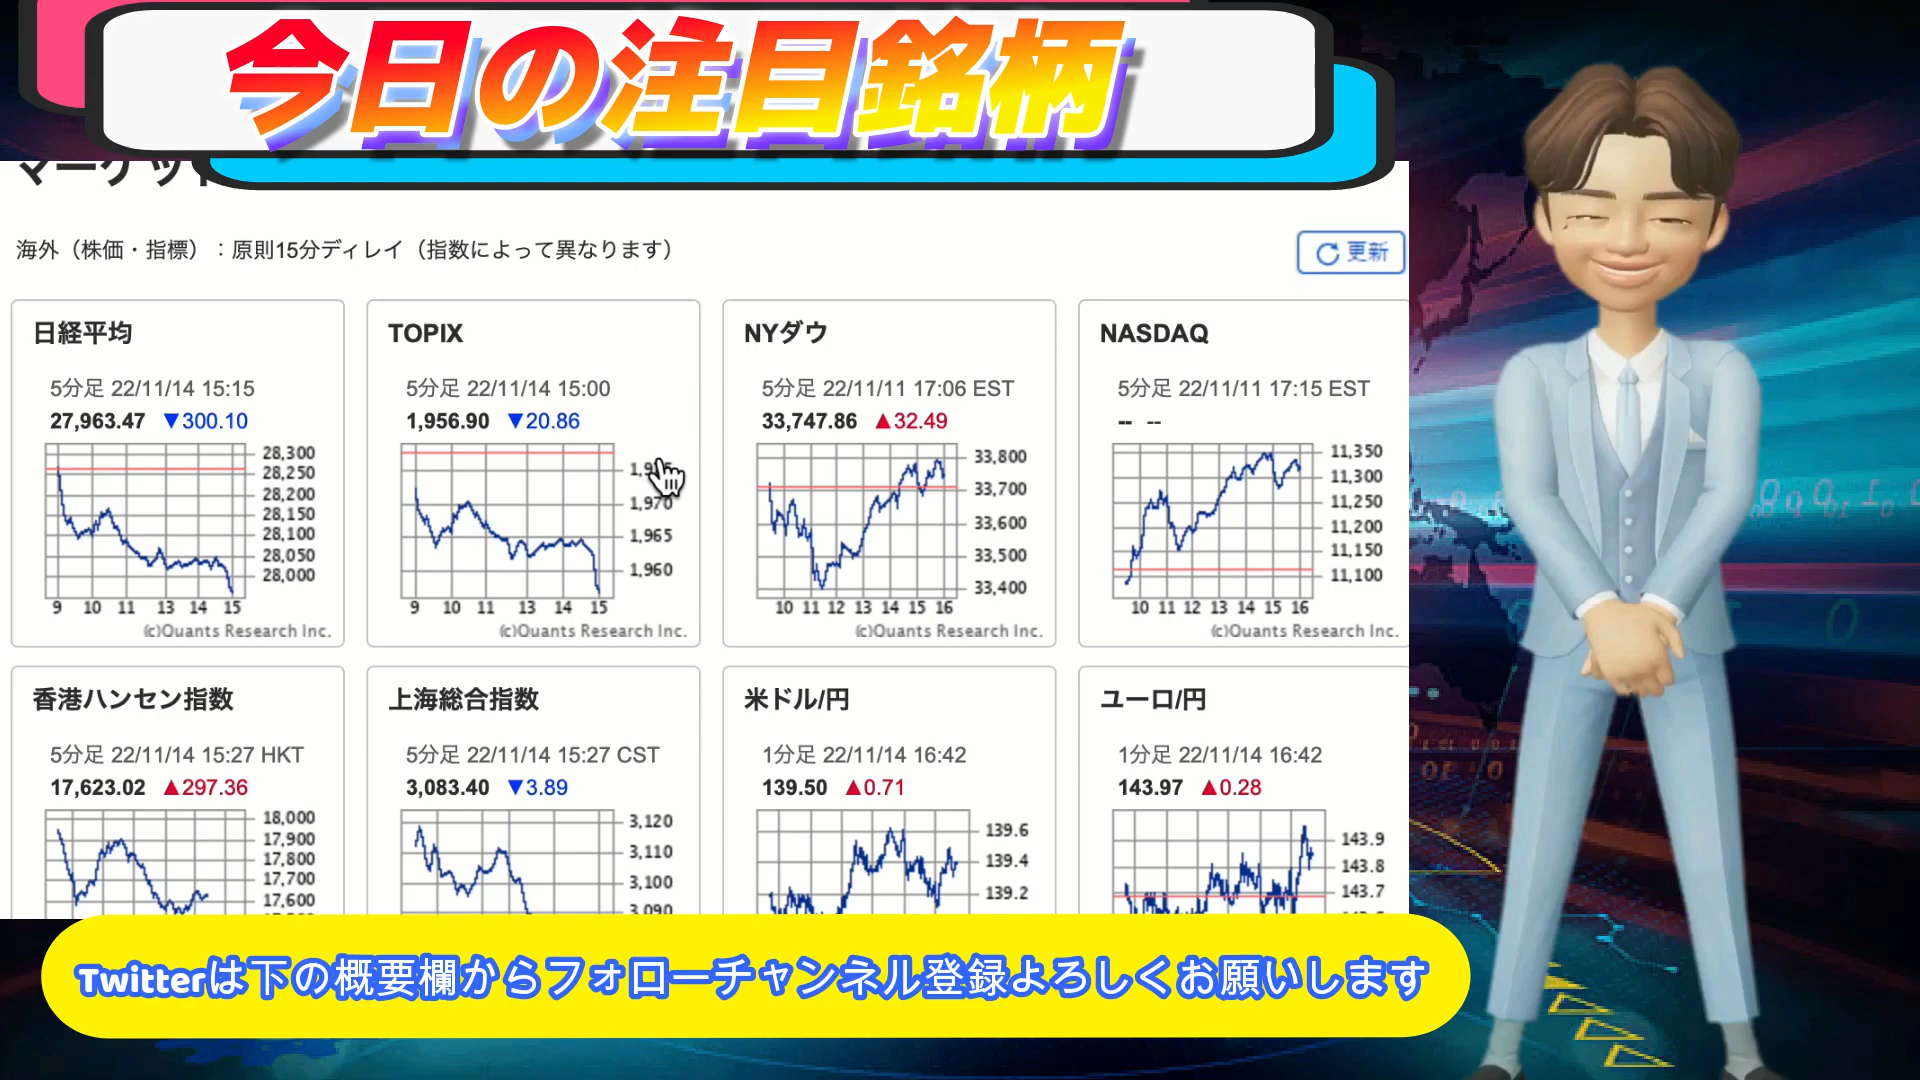 今日の注目銘柄
マーケット
海外（株価・指標）：原則15分ディレイ（指数によって異なります）
更新
日経平均
5分足 22/11/14 15:15
27,963.47 ▼300.10
28,300
28,250
28,200
28,150
28,100
28,050
28,000
9 10 11 13 14 15
(c)Quants Research Inc.
TOPIX
5分足 22/11/14 15:00
1,956.90 ▼20.86
1,970
1,965
1,960
9 10 11 13 14 15
(c)Quants Research Inc.
NYダウ
5分足 22/11/11 17:06 EST
33,747.86 ▲32.49
33,800
33,700
33,600
33,500
33,400
10 11 12 13 14 15 16
(c)Quants Research Inc.
NASDAQ
5分足 22/11/11 17:15 EST
-- --
11,350
11,300
11,250
11,200
11,150
11,100
10 11 12 13 14 15 16
(c)Quants Research Inc.
香港ハンセン指数
5分足 22/11/14 15:27 HKT
17,623.02 ▲297.36
18,000
17,900
17,800
17,700
17,600
上海総合指数
5分足 22/11/14 15:27 CST
3,083.40 ▼3.89
3,120
3,110
3,100
3,090
米ドル/円
1分足 22/11/14 16:42
139.50 ▲0.71
139.6
139.4
139.2
ユーロ/円
1分足 22/11/14 16:42
143.97 ▲0.28
143.9
143.8
143.7
Twitterは下の概要欄からフォローチャンネル登録よろしくお願いします